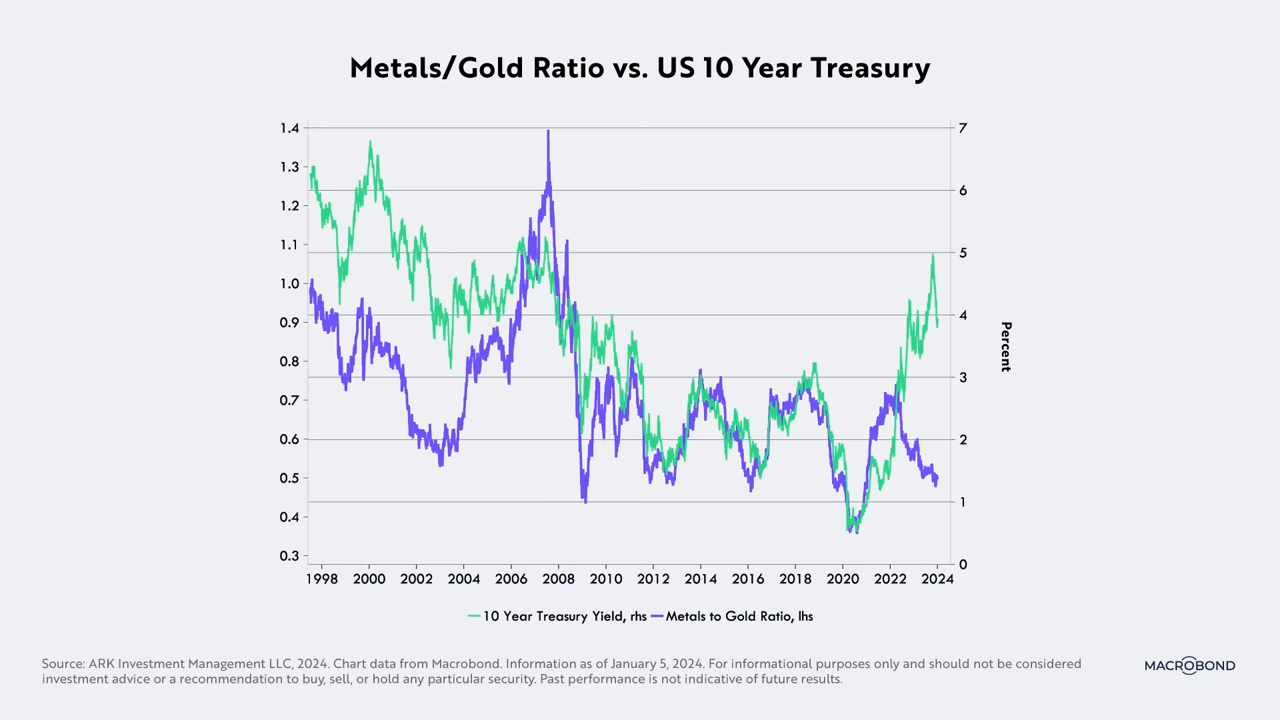 Metals/Gold Ratio vs. US 10 Year Treasury
1.4
1.3
1.2
1.1
1.0
0.9
0.8
0.7
0.6
0.5
0.4
0.3
7
6
5
4
3
2
1
0
Percent
1998 2000 2002 2004 2006 2008 2010 2012 2014 2016 2018 2020 2022 2024
10 Year Treasury Yield, rhs Metals to Gold Ratio, lhs
Source: ARK Investment Management LLC, 2024. Chart data from Macrobond. Information as of January 5, 2024. For informational purposes only and should not be considered
investment advice or a recommendation to buy, sell, or hold any particular security. Past performance is not indicative of future results.
MACROBOND